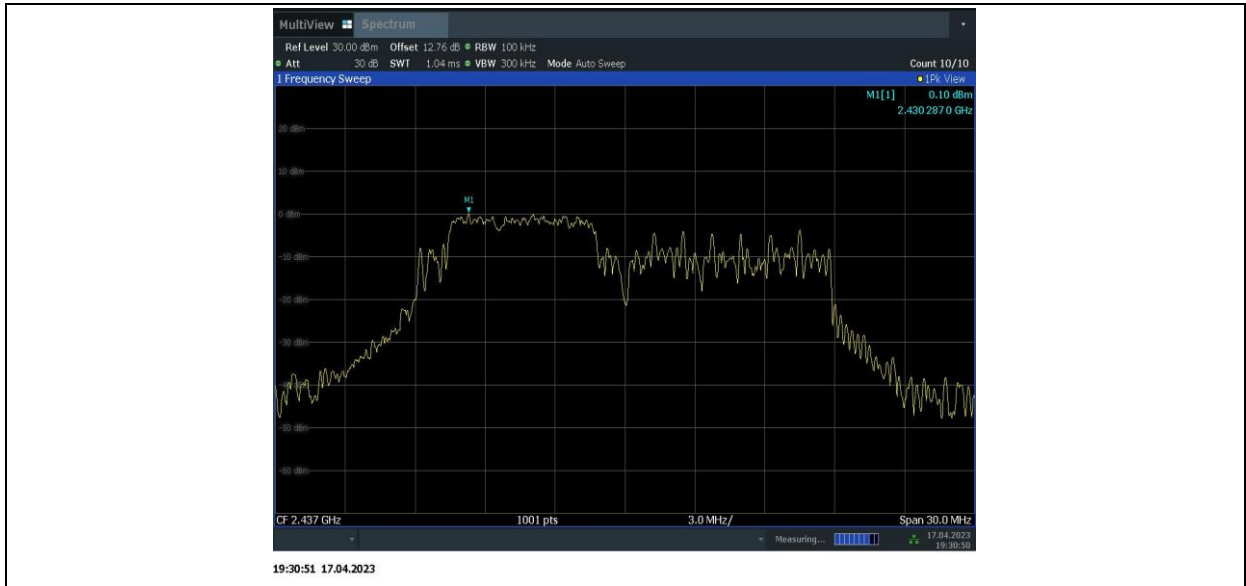 MultiView Spectrum
Ref Level 30.00 dBm Offset 12.76 dB RBW 100 kHz
Att 30 dB SWT 1.04 ms VBW 300 kHz Mode Auto Sweep Count 10/10
1 Frequency Sweep 1Pk View
M1[1] 0.10 dBm
2.430 287 0 GHz
20 dBm
10 dBm
M1
0 dBm
-10 dBm
-20 dBm
-30 dBm
-40 dBm
-50 dBm
-60 dBm
CF 2.437 GHz 1001 pts 3.0 MHz/ Span 30.0 MHz
Measuring... 17.04.2023
19:30:50
19:30:51 17.04.2023